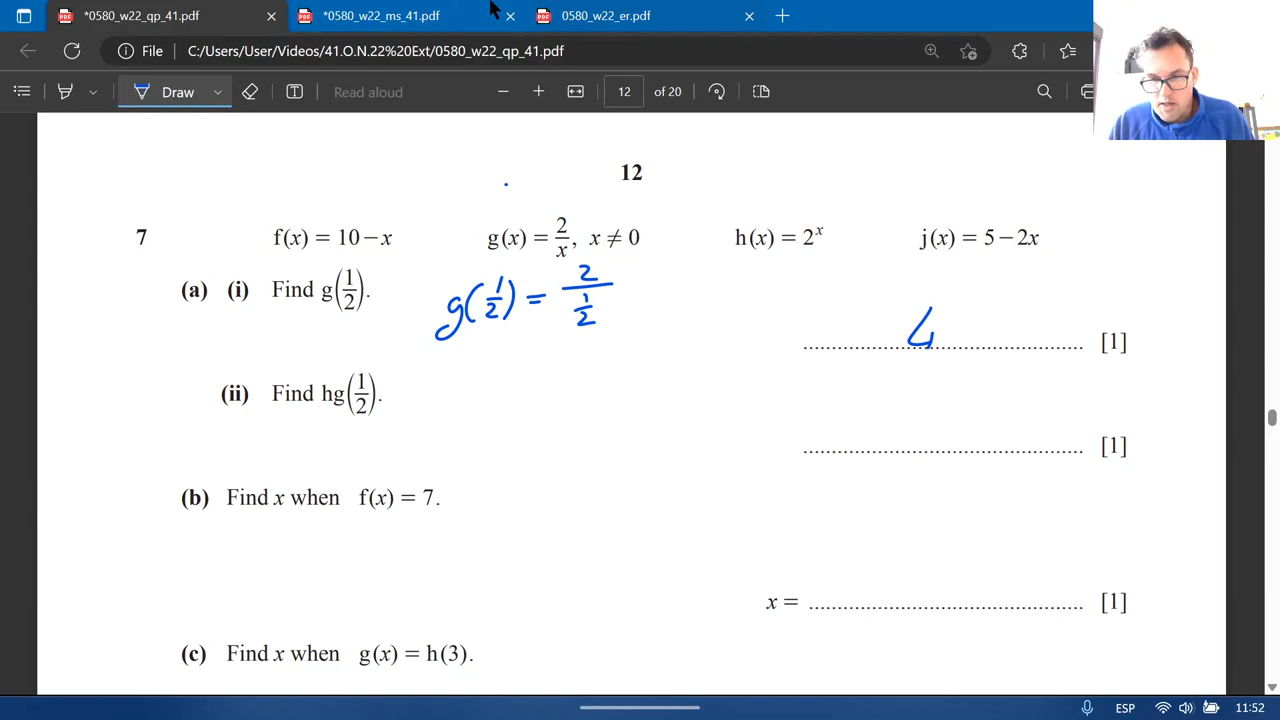 *0580_w22_qp_41.pdf
*0580_w22_ms_41.pdf
0580_w22_er.pdf
File C:/Users/User/Videos/41.O.N.22%20Ext/0580_w22_qp_41.pdf
Draw Read aloud 12 of 20
12
7 f(x) = 10 − x g(x) = 2/x, x ≠ 0 h(x) = 2^x j(x) = 5 − 2x
(a) (i) Find g(1/2).
g(1/2) = 2/(1/2)
4
.................................................. [1]
(ii) Find hg(1/2).
.................................................. [1]
(b) Find x when f(x) = 7.
x = ................................................. [1]
(c) Find x when g(x) = h(3).
ESP 11:52